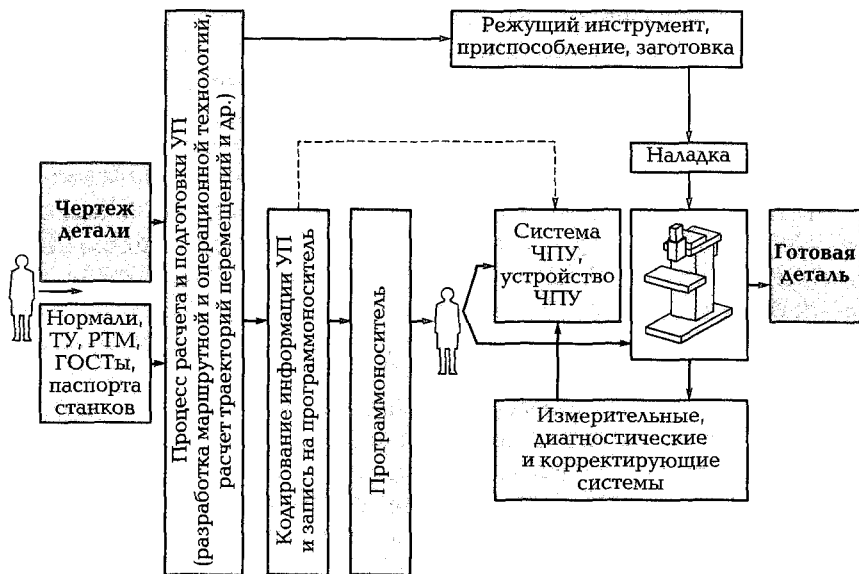 Чертеж
детали
Нормали,
ТУ, РТМ,
ГОСТы,
паспорта
станков
Процесс расчета и подготовки УП
(разработка маршрутной и операционной технологий,
расчет траекторий перемещений и др.)
Кодирование информации УП
и запись на программоноситель
Программоноситель
Режущий инструмент,
приспособление, заготовка
Наладка
Система
ЧПУ,
устройство
ЧПУ
Готовая
деталь
Измерительные,
диагностические
и корректирующие
системы